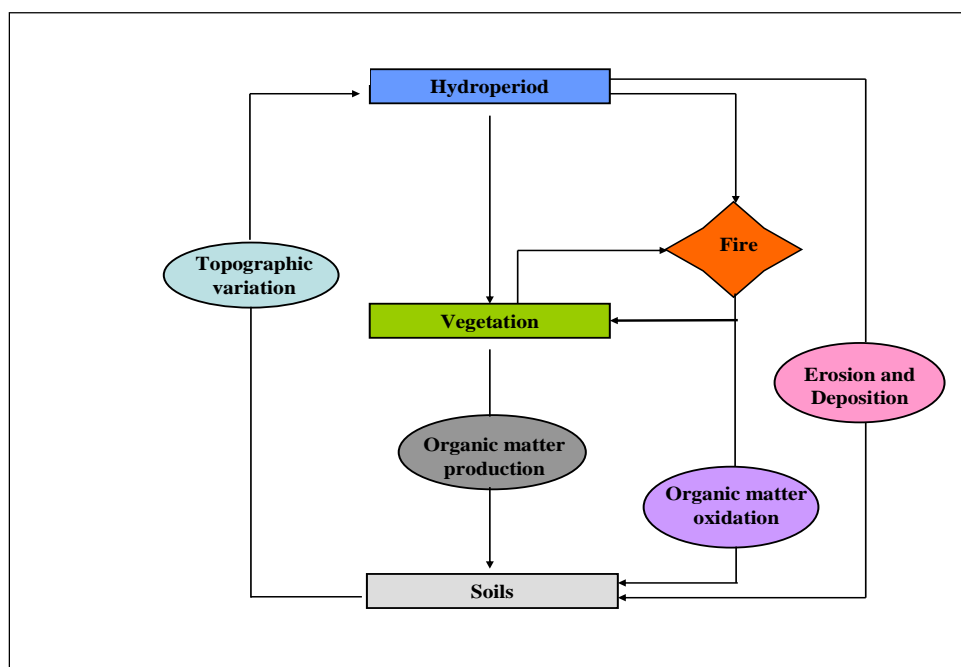 Hydroperiod
Fire
Topographic
variation
Vegetation
Erosion and
Deposition
Organic matter
production
Organic matter
oxidation
Soils